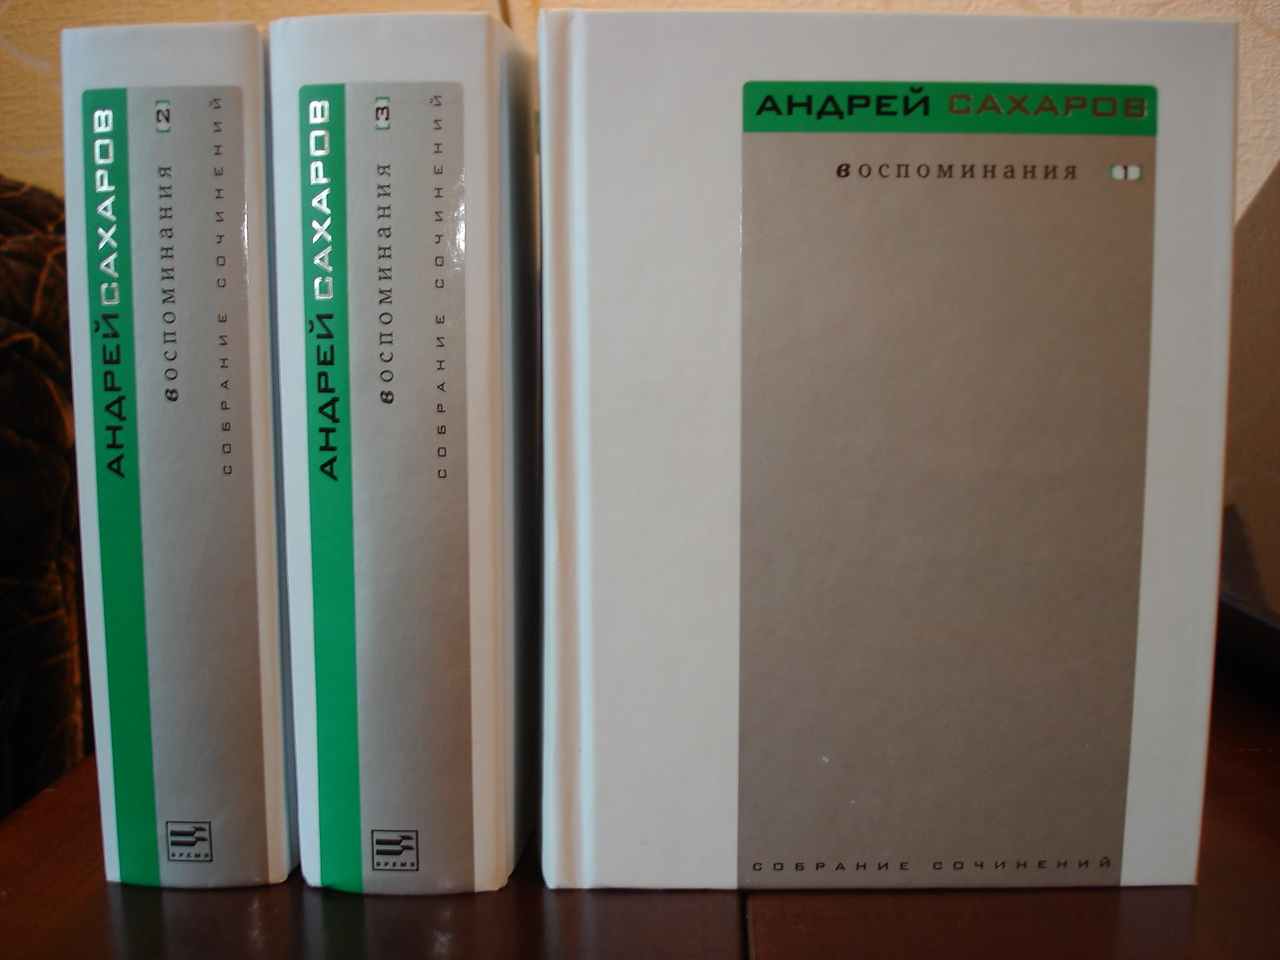 АНДРЕЙ САХАРОВ
воспоминания [2]
СОБРАНИЕ СОЧИНЕНИЙ
ВРЕМЯ
АНДРЕЙ САХАРОВ
воспоминания [3]
СОБРАНИЕ СОЧИНЕНИЙ
ВРЕМЯ
АНДРЕЙ САХАРОВ
воспоминания [1]
СОБРАНИЕ СОЧИНЕНИЙ